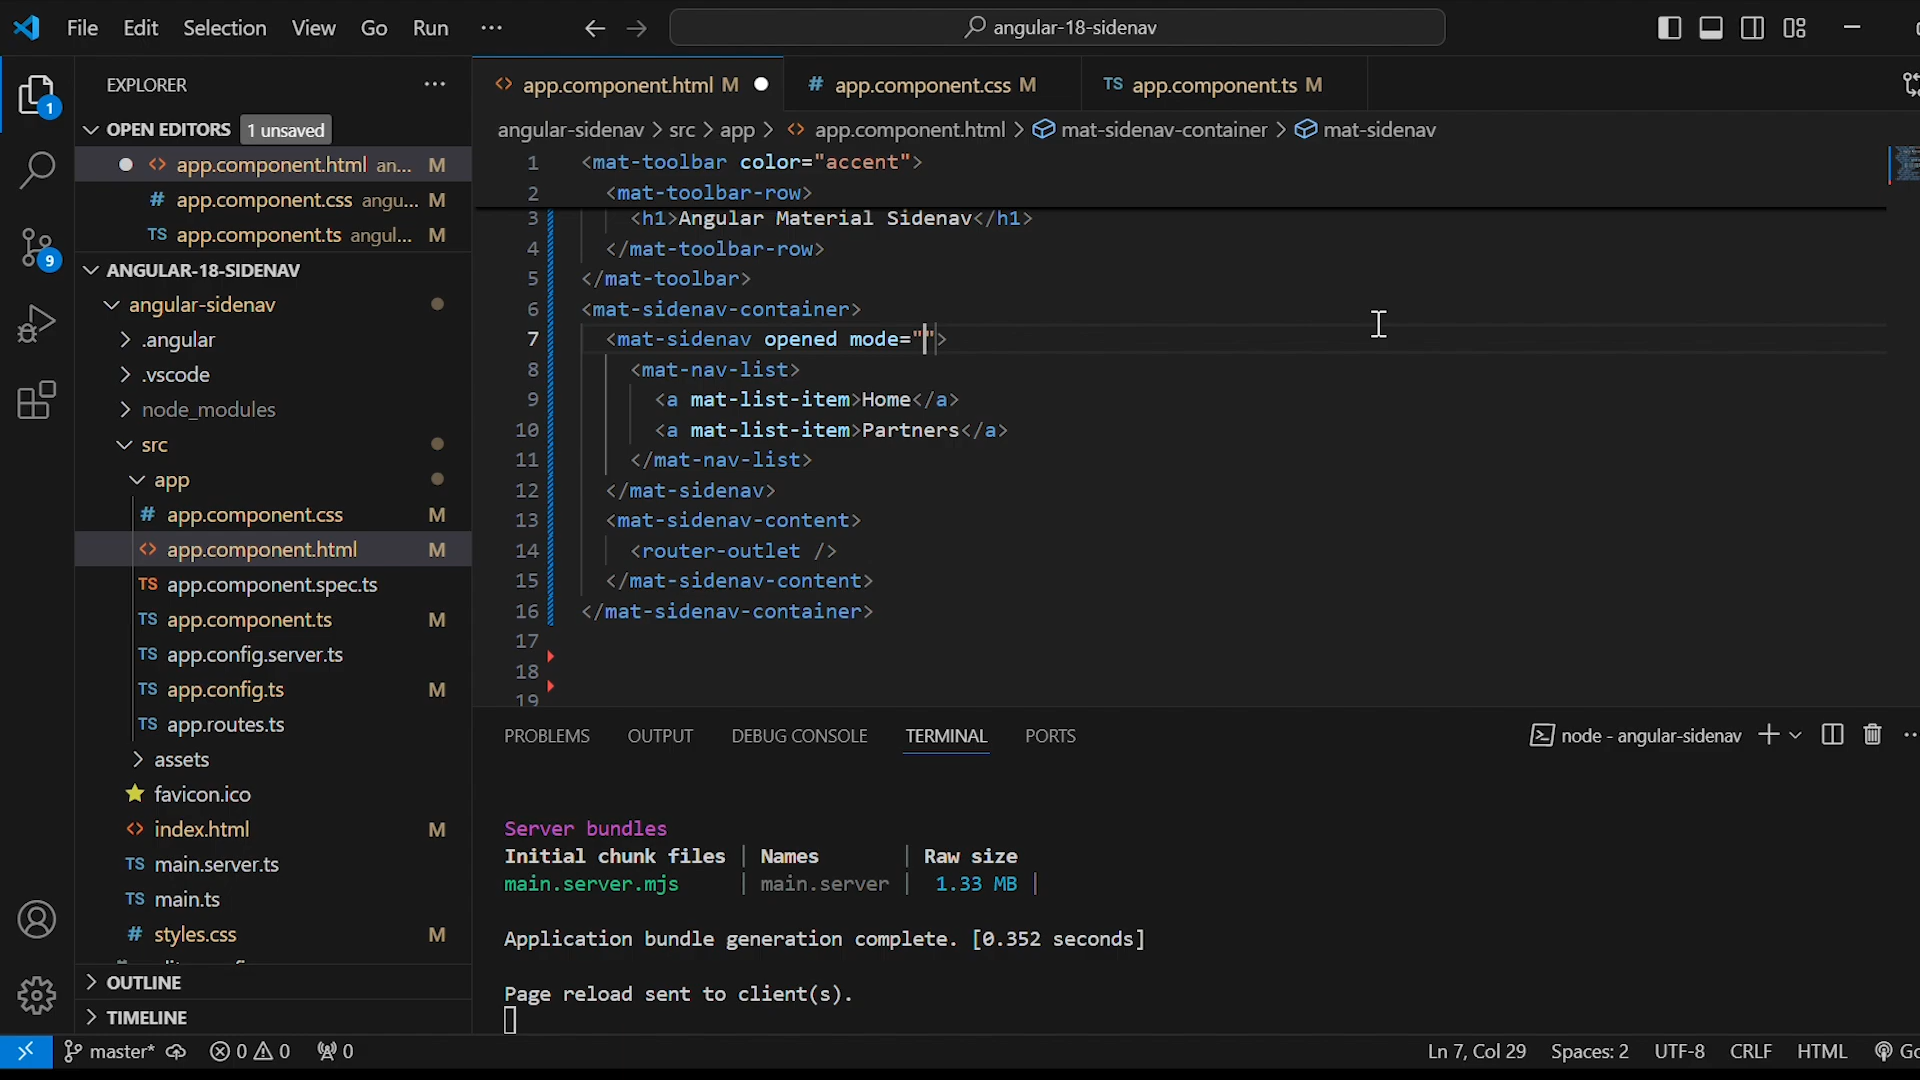 File Edit Selection View Go Run ··· angular-18-sidenav
EXPLORER ···
OPEN EDITORS 1 unsaved
app.component.html an... M
app.component.css angu... M
app.component.ts angul... M
ANGULAR-18-SIDENAV
angular-sidenav
.angular
.vscode
node_modules
src
app
app.component.css M
app.component.html M
app.component.spec.ts
app.component.ts M
app.config.server.ts
app.config.ts M
app.routes.ts
assets
favicon.ico
index.html M
main.server.ts
main.ts
styles.css M
OUTLINE
TIMELINE
1
9
app.component.html M
app.component.css M
TS app.component.ts M
angular-sidenav > src > app > app.component.html > mat-sidenav-container > mat-sidenav
1 <mat-toolbar color="accent">
2 <mat-toolbar-row>
3 <h1>Angular Material Sidenav</h1>
4 </mat-toolbar-row>
5 </mat-toolbar>
6 <mat-sidenav-container>
7 <mat-sidenav opened mode="">
8 <mat-nav-list>
9 <a mat-list-item>Home</a>
10 <a mat-list-item>Partners</a>
11 </mat-nav-list>
12 </mat-sidenav>
13 <mat-sidenav-content>
14 <router-outlet />
15 </mat-sidenav-content>
16 </mat-sidenav-container>
17
18
19
PROBLEMS OUTPUT DEBUG CONSOLE TERMINAL PORTS node - angular-sidenav
Server bundles
Initial chunk files | Names | Raw size
main.server.mjs | main.server | 1.33 MB |
Application bundle generation complete. [0.352 seconds]
Page reload sent to client(s).
master* 0 0 0 Ln 7, Col 29 Spaces: 2 UTF-8 CRLF HTML Go